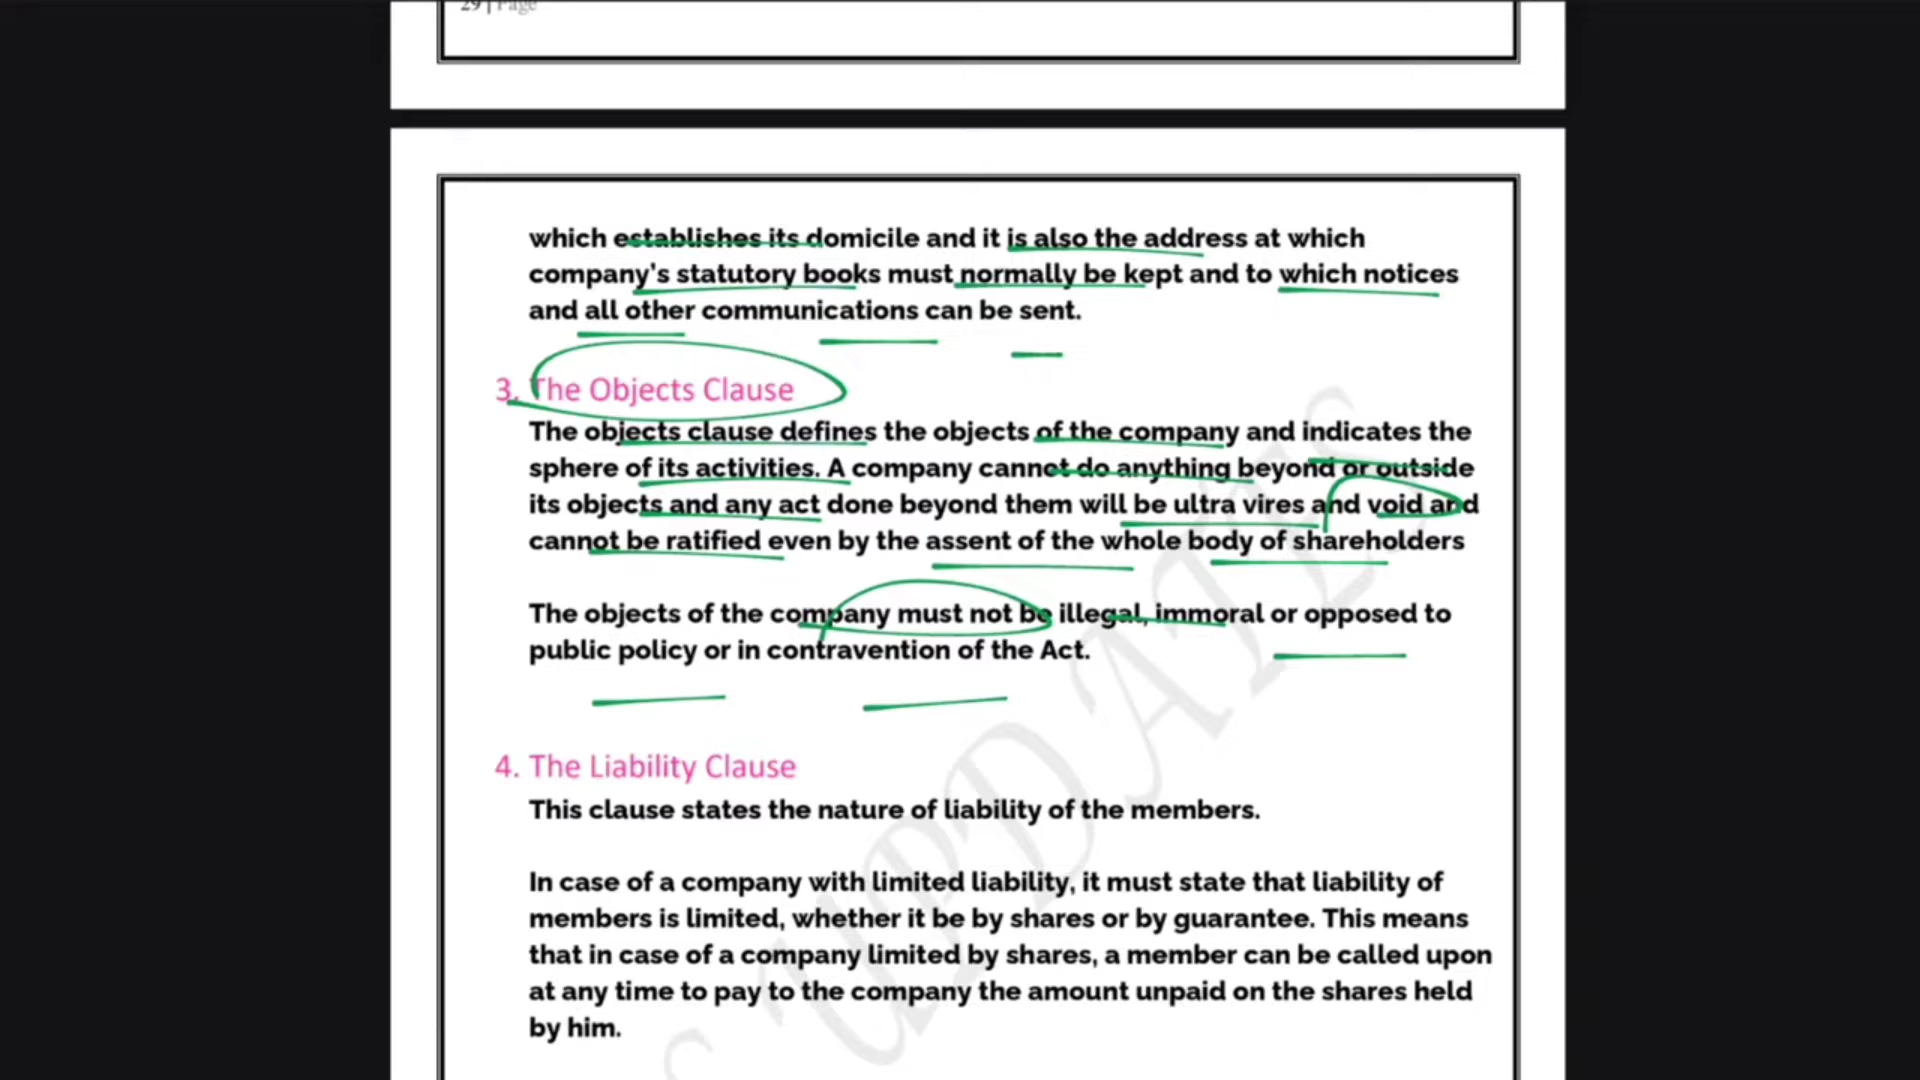 29 | Page
which establishes its domicile and it is also the address at which
company's statutory books must normally be kept and to which notices
and all other communications can be sent.
3. The Objects Clause
The objects clause defines the objects of the company and indicates the
sphere of its activities. A company cannot do anything beyond or outside
its objects and any act done beyond them will be ultra vires and void and
cannot be ratified even by the assent of the whole body of shareholders
The objects of the company must not be illegal, immoral or opposed to
public policy or in contravention of the Act.
4. The Liability Clause
This clause states the nature of liability of the members.
In case of a company with limited liability, it must state that liability of
members is limited, whether it be by shares or by guarantee. This means
that in case of a company limited by shares, a member can be called upon
at any time to pay to the company the amount unpaid on the shares held
by him.
UPDATES